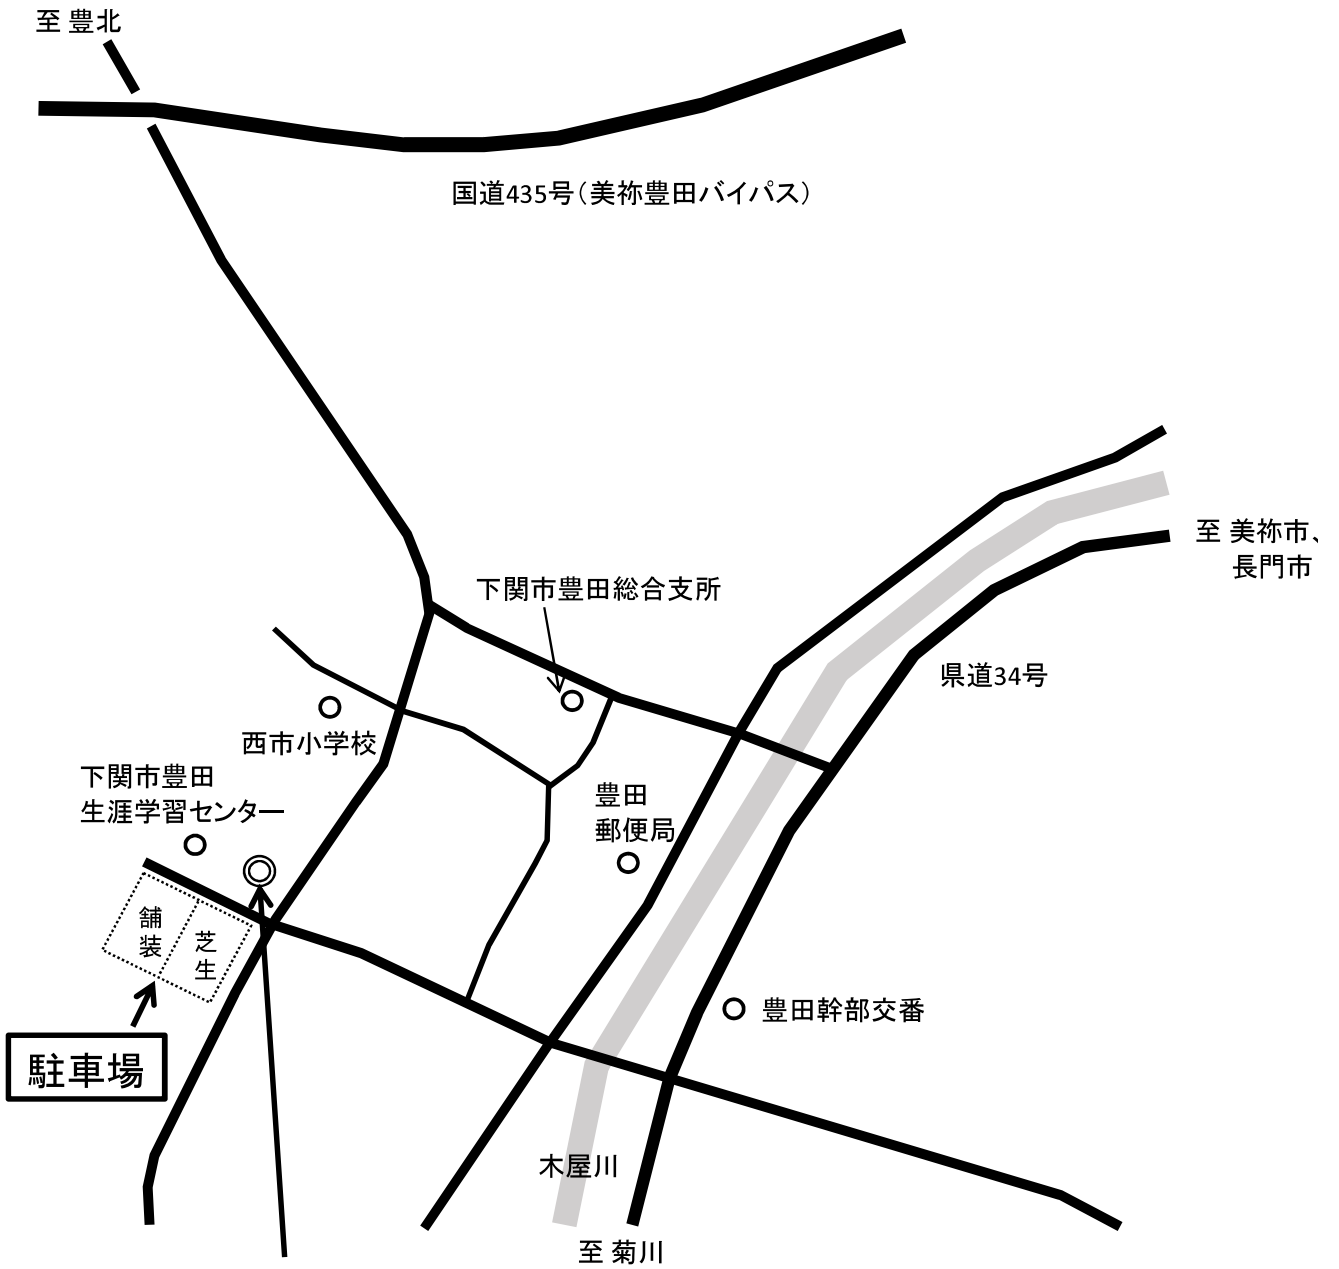 至 豊北
国道435号（美祢豊田バイパス）
至 美祢市、
長門市
下関市豊田総合支所
県道34号
西市小学校
下関市豊田
生涯学習センター
豊田
郵便局
舗装
芝生
豊田幹部交番
駐車場
木屋川
至 菊川